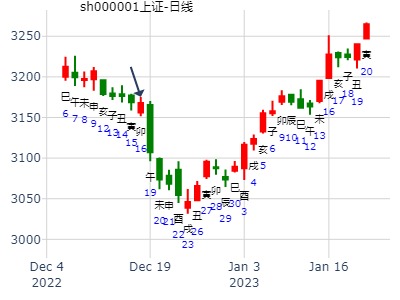 sh000001上证-日线
3250
3200
3150
3100
3050
3000
巳
6
午
7
未
8
申
9
亥
12
子
13
丑
14
寅
15
卯
16
午
19
未
20
申
21
酉
22
戌
23
丑
26
寅
27
卯
28
辰
29
巳
30
酉
3
戌
4
亥
5
子
6
卯
9
辰
10
巳
11
午
12
未
13
戌
16
亥
17
子
18
丑
19
寅
20
Dec 4
2022
Dec 19
Jan 3
2023
Jan 16